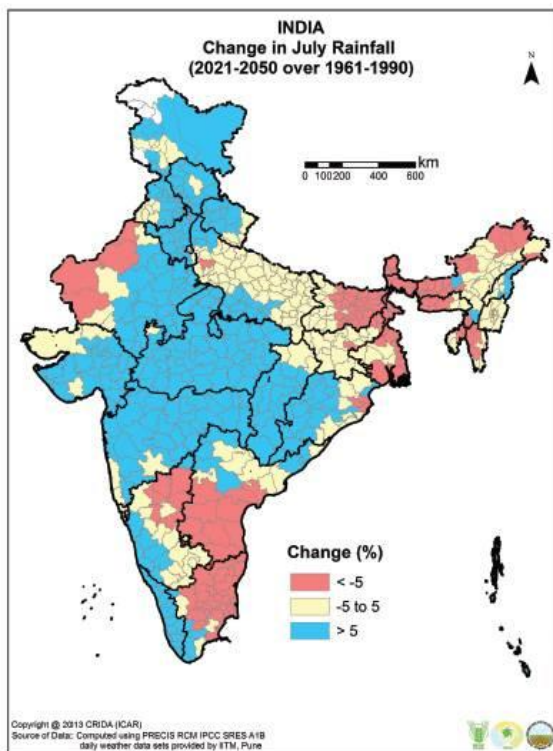 INDIA
Change in July Rainfall
(2021-2050 over 1961-1990)
N
km
0 100200 400 600
Change (%)
< -5
-5 to 5
> 5
Copyright @ 2013 CRIDA (ICAR)
Source of Data: Computed using PRECIS RCM IPCC SRES A1B
daily weather data sets provided by IITM, Pune